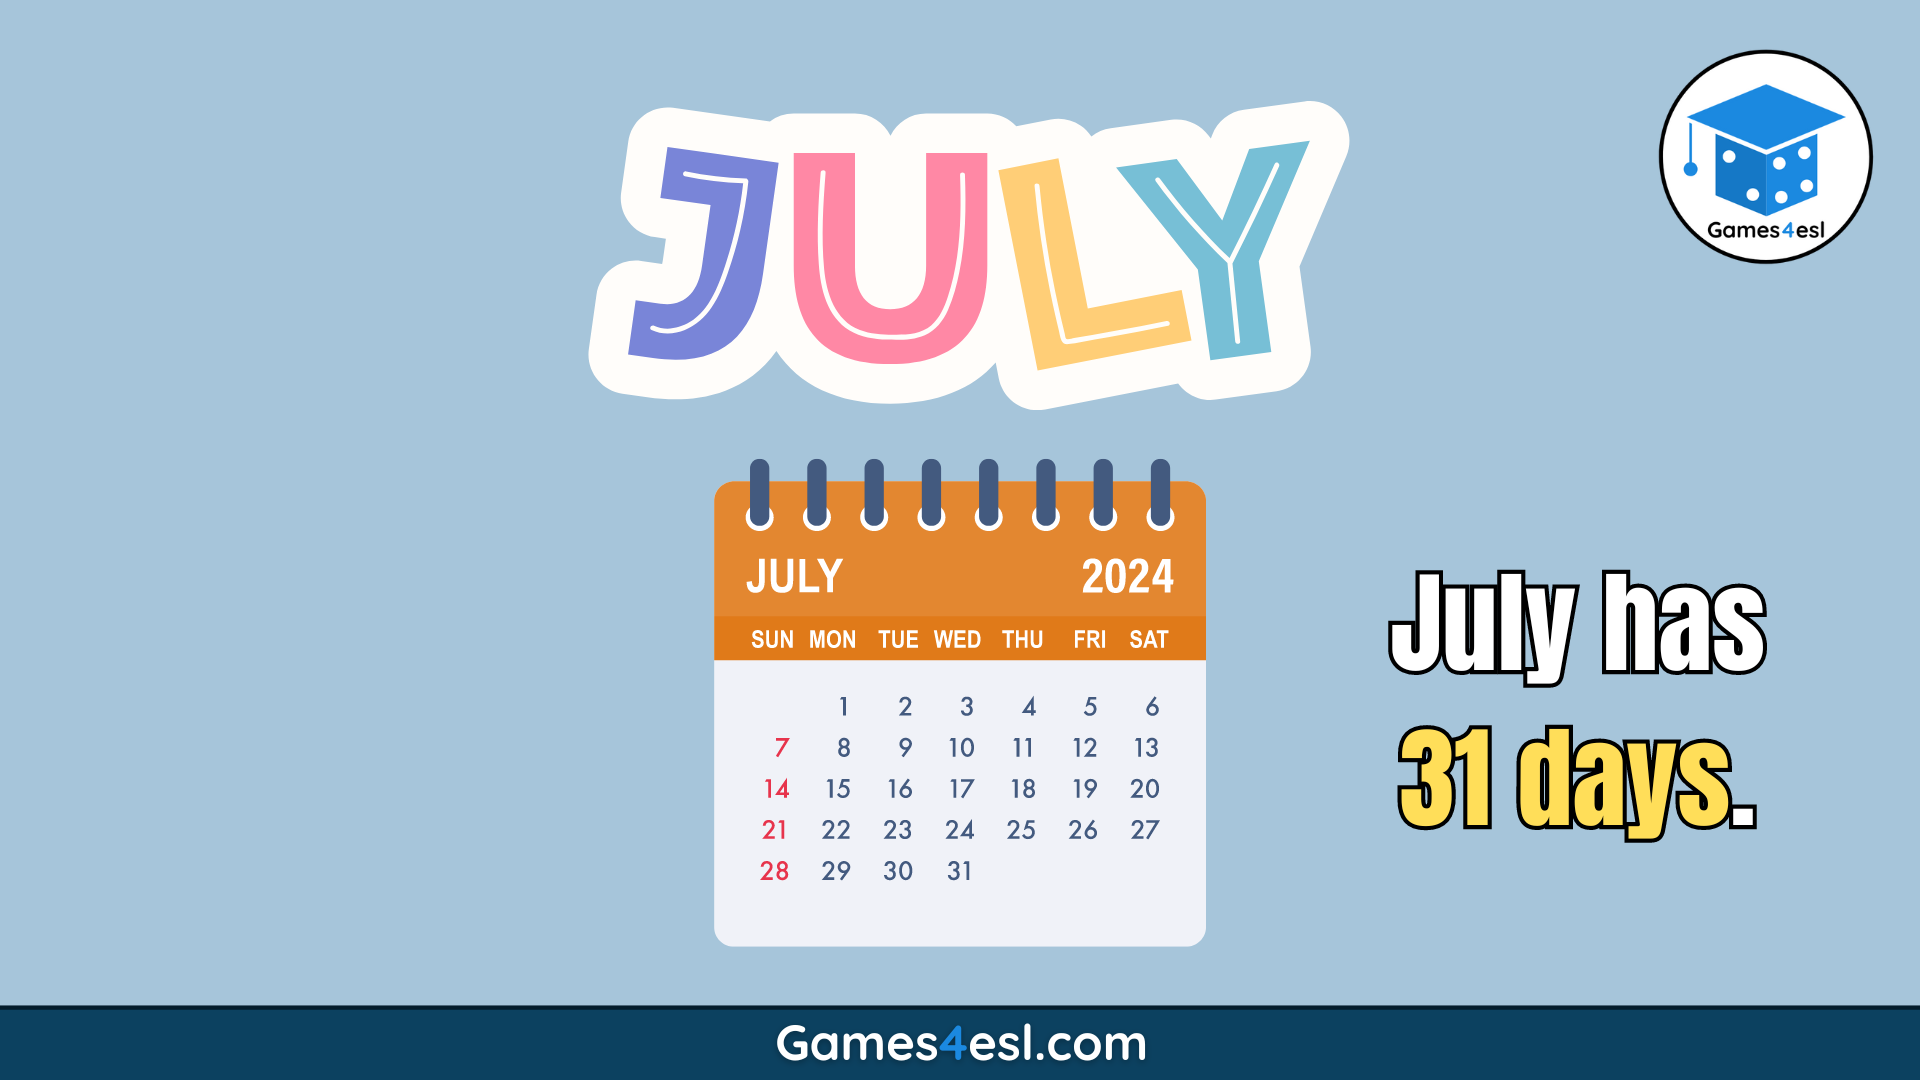 JULY
Games4esl
JULY 2024
SUN MON TUE WED THU FRI SAT
1 2 3 4 5 6
7 8 9 10 11 12 13
14 15 16 17 18 19 20
21 22 23 24 25 26 27
28 29 30 31
July has
31 days.
Games4esl.com